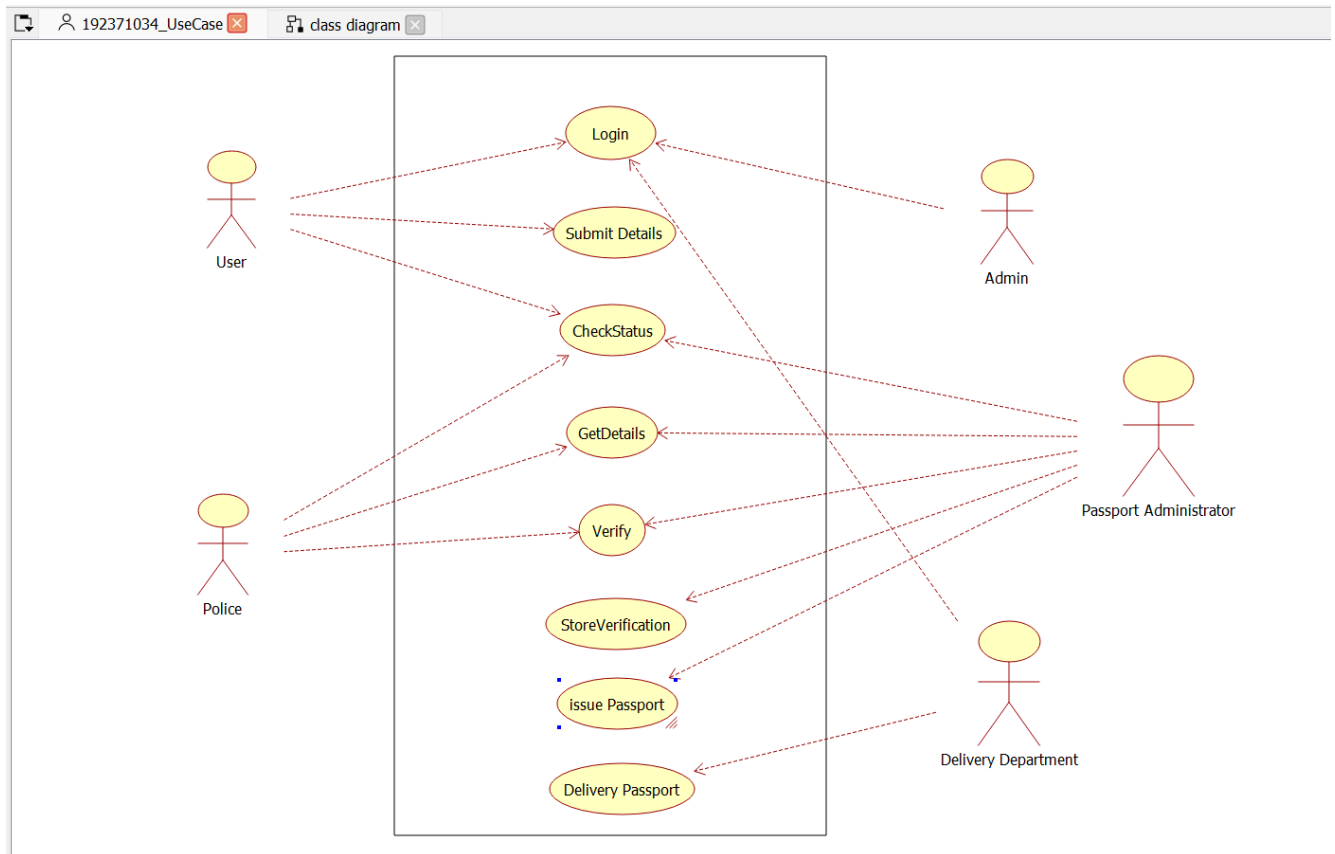 192371034_UseCase
class diagram
Login
Submit Details
User
Admin
CheckStatus
GetDetails
Passport Administrator
Verify
Police
StoreVerification
issue Passport
Delivery Department
Delivery Passport